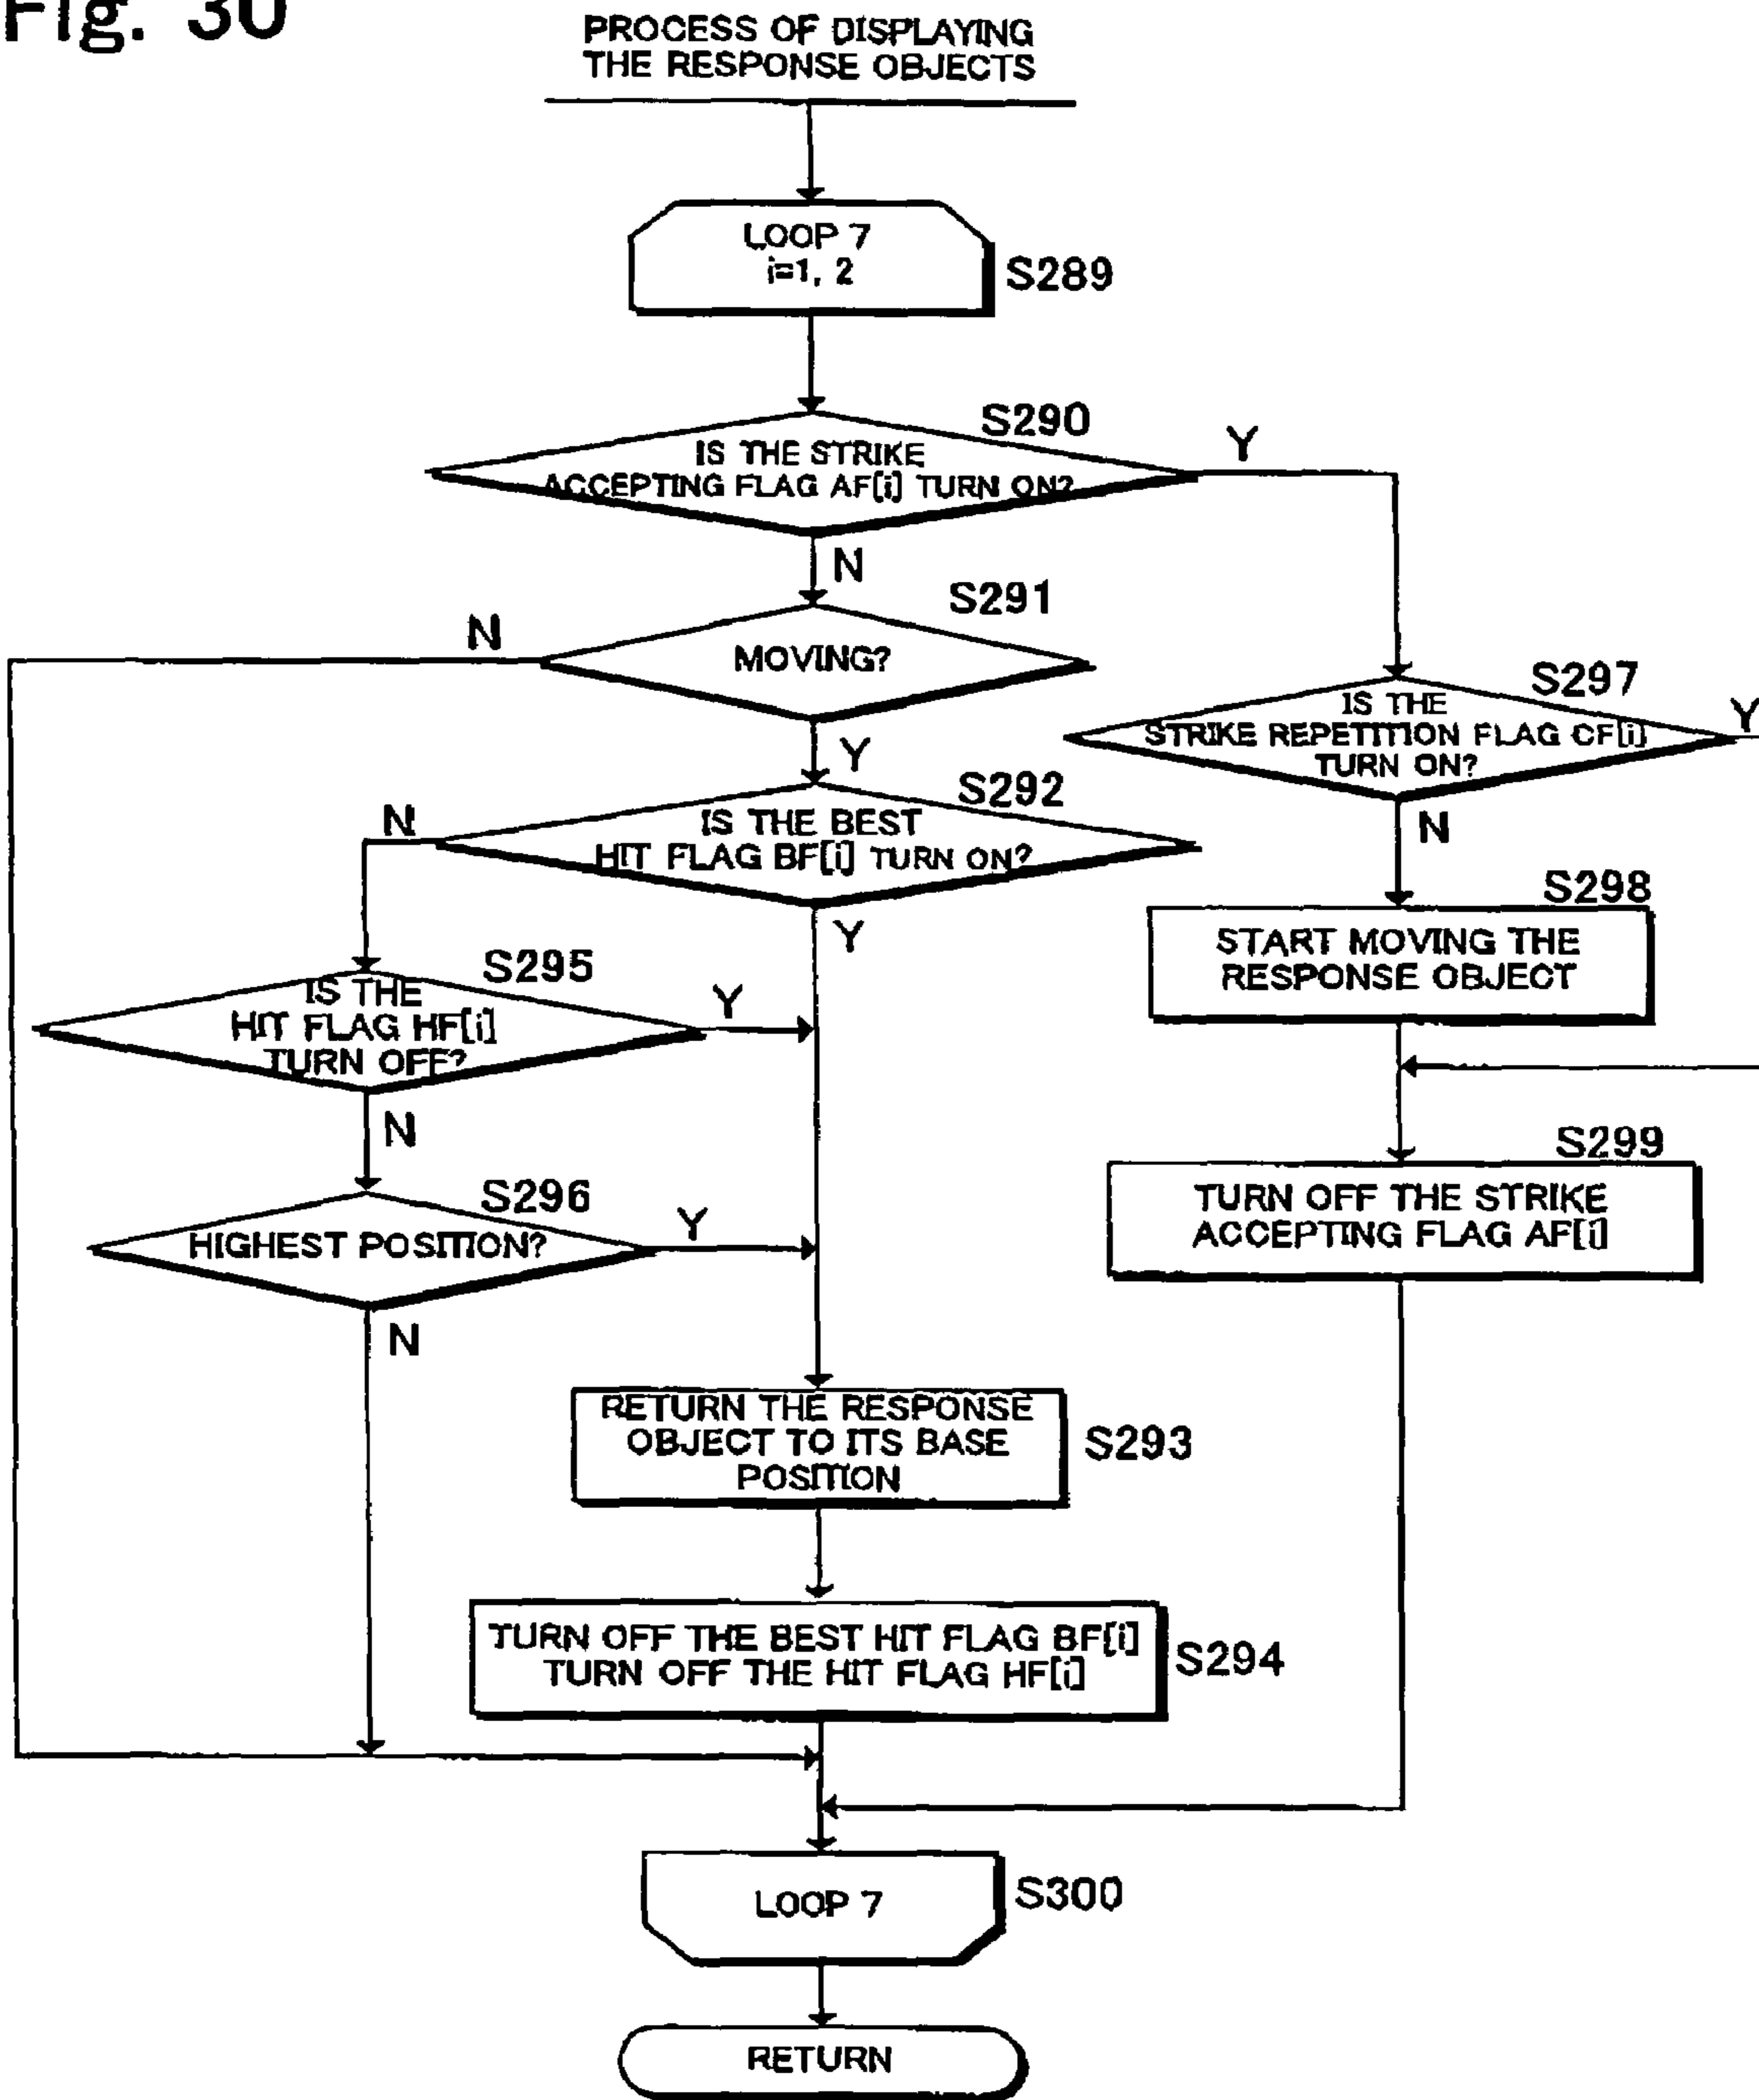 Fig. 30
PROCESS OF DISPLAYING
THE RESPONSE OBJECTS
LOOP 7
i=1, 2
S289
S290
IS THE STRIKE
ACCEPTING FLAG AF[i] TURN ON?
Y
N
S291
MOVING?
N
Y
S297
IS THE
STRIKE REPETITION FLAG CF[i]
TURN ON?
Y
N
S292
IS THE BEST
HIT FLAG BF[i] TURN ON?
N
Y
S298
START MOVING THE
RESPONSE OBJECT
S295
IS THE
HIT FLAG HF[i]
TURN OFF?
Y
N
S299
TURN OFF THE STRIKE
ACCEPTING FLAG AF[i]
S296
HIGHEST POSITION?
Y
N
RETURN THE RESPONSE
OBJECT TO ITS BASE
POSITION
S293
TURN OFF THE BEST HIT FLAG BF[i]
TURN OFF THE HIT FLAG HF[i]
S294
LOOP 7
S300
RETURN